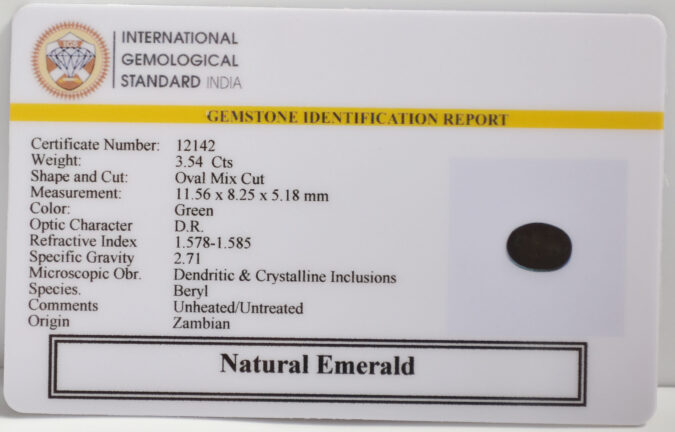 INTERNATIONAL
GEMOLOGICAL
STANDARD INDIA
GEMSTONE IDENTIFICATION REPORT
Certificate Number: 12142
Weight: 3.54 Cts
Shape and Cut: Oval Mix Cut
Measurement: 11.56 x 8.25 x 5.18 mm
Color: Green
Optic Character D.R.
Refractive Index 1.578-1.585
Specific Gravity 2.71
Microscopic Obr. Dendritic & Crystalline Inclusions
Species. Beryl
Comments Unheated/Untreated
Origin Zambian
Natural Emerald